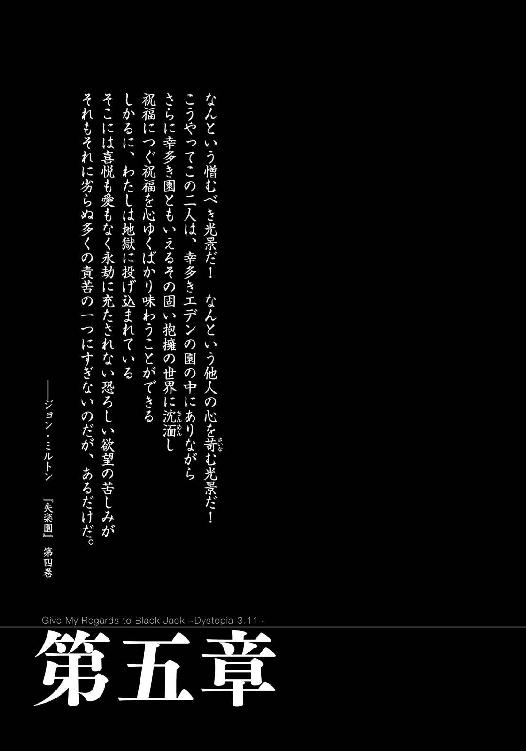 なんという憎むべき光景だ！　なんという他人の心を苛む光景だ！
こうやってこの二人は、幸多きエデンの園の中にありながら
さらに幸多き園ともいえるその固い抱擁の世界に沈湎し
祝福につぐ祝福を心ゆくばかり味わうことができる
しかるに、わたしは地獄に投げ込まれている
そこには喜悦も愛もなく永劫に充たされない恐ろしい欲望の苦しみが
それもそれに劣らぬ多くの責苦の一つにすぎないのだが、あるだけだ。
――ジョン・ミルトン　『失楽園』　第四巻
Give My Regards to Black Jack ~Dystopia 3.11~
第五章